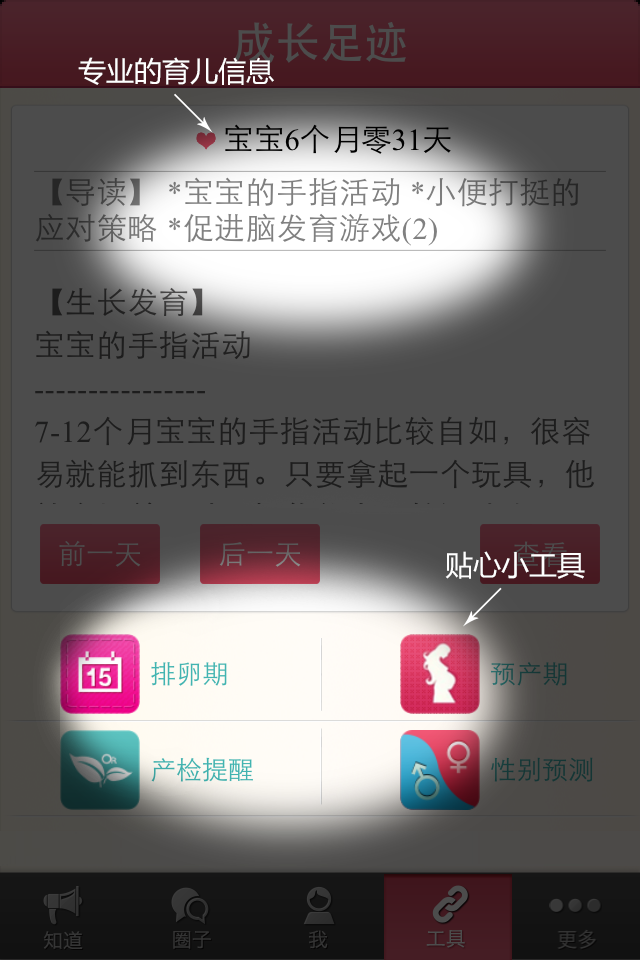 成长足迹
专业的育儿信息
宝宝6个月零31天
【导读】 *宝宝的手指活动 *小便打挺的
应对策略 *促进脑发育游戏(2)
【生长发育】
宝宝的手指活动
----------------
7-12个月宝宝的手指活动比较自如，很容
易就能抓到东西。只要拿起一个玩具，他
前一天
后一天
查看
贴心小工具
15
排卵期
预产期
OR
产检提醒
性别预测
知道
圈子
我
工具
更多